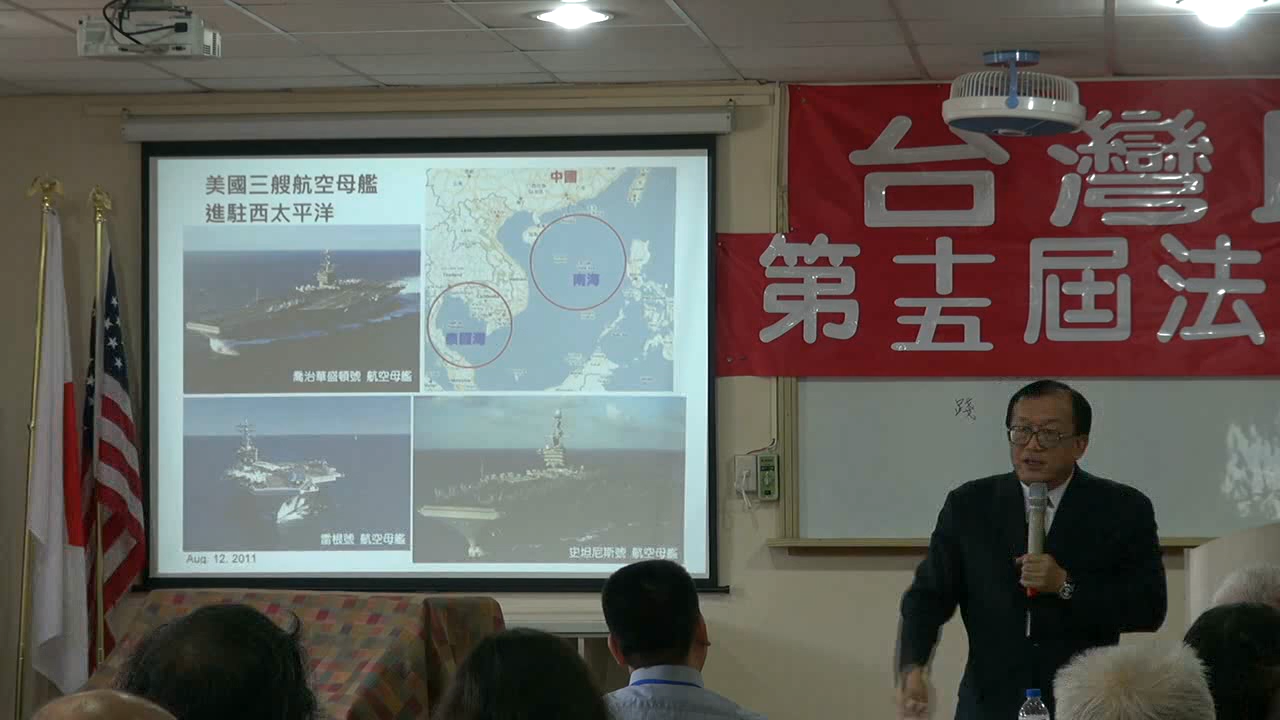 美國三艘航空母艦
進駐西太平洋
中國
南海
泰國灣
喬治華盛頓號 航空母艦
雷根號 航空母艦
史坦尼斯號 航空母艦
Aug. 12, 2011
台灣
第十五屆法
踐